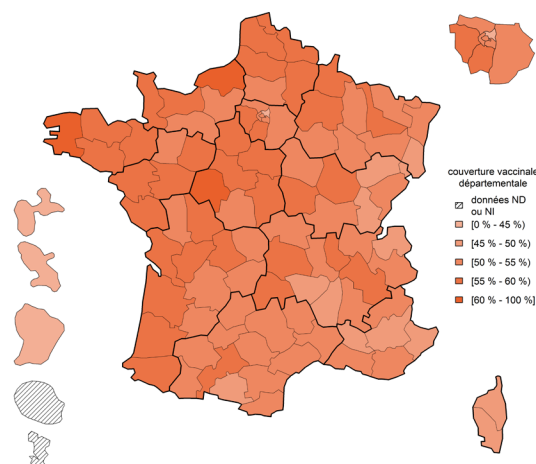 couverture vaccinale
départementale
données ND
ou NI
[0 % - 45 %)
[45 % - 50 %)
[50 % - 55 %)
[55 % - 60 %)
[60 % - 100 %]